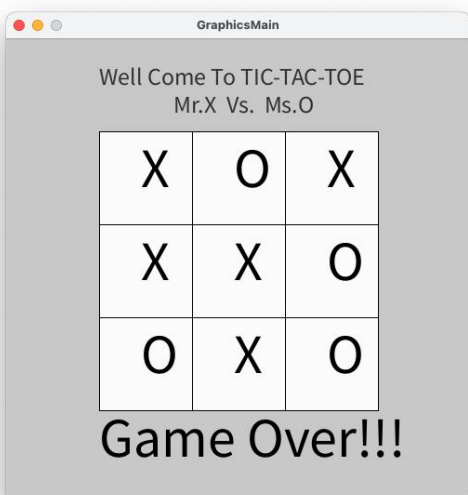 GraphicsMain
Well Come To TIC-TAC-TOE
Mr.X Vs. Ms.O
X O X
X X O
O X O
Game Over!!!